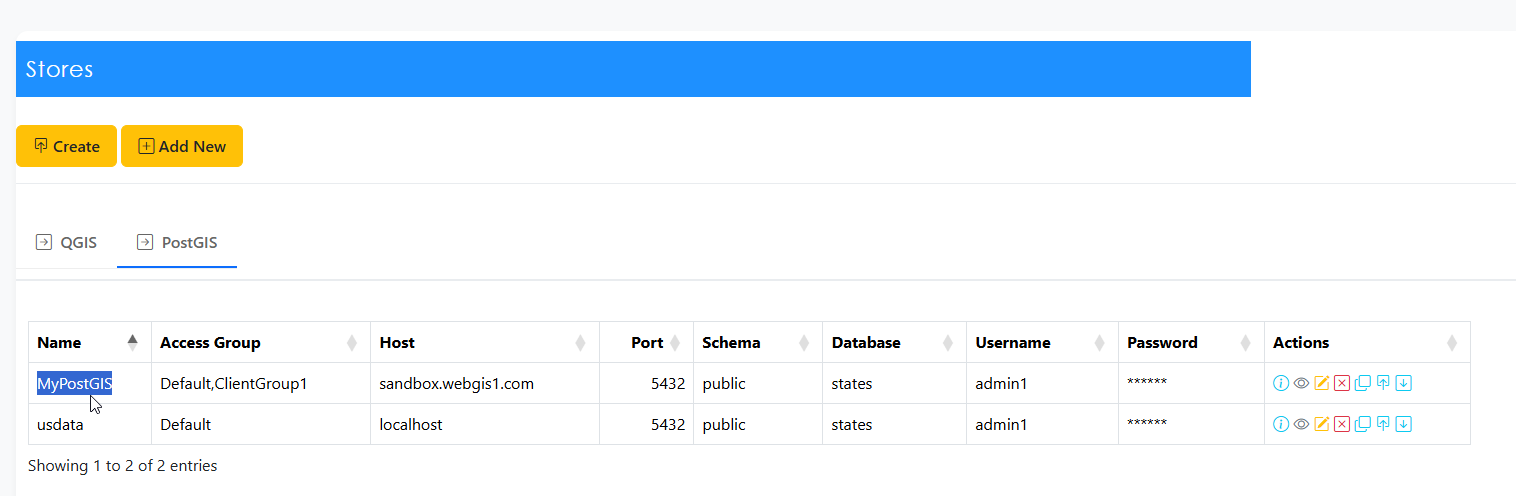 Stores
Create Add New
QGIS PostGIS
Name Access Group Host Port Schema Database Username Password Actions
MyPostGIS Default,ClientGroup1 sandbox.webgis1.com 5432 public states admin1 ******
usdata Default localhost 5432 public states admin1 ******
Showing 1 to 2 of 2 entries